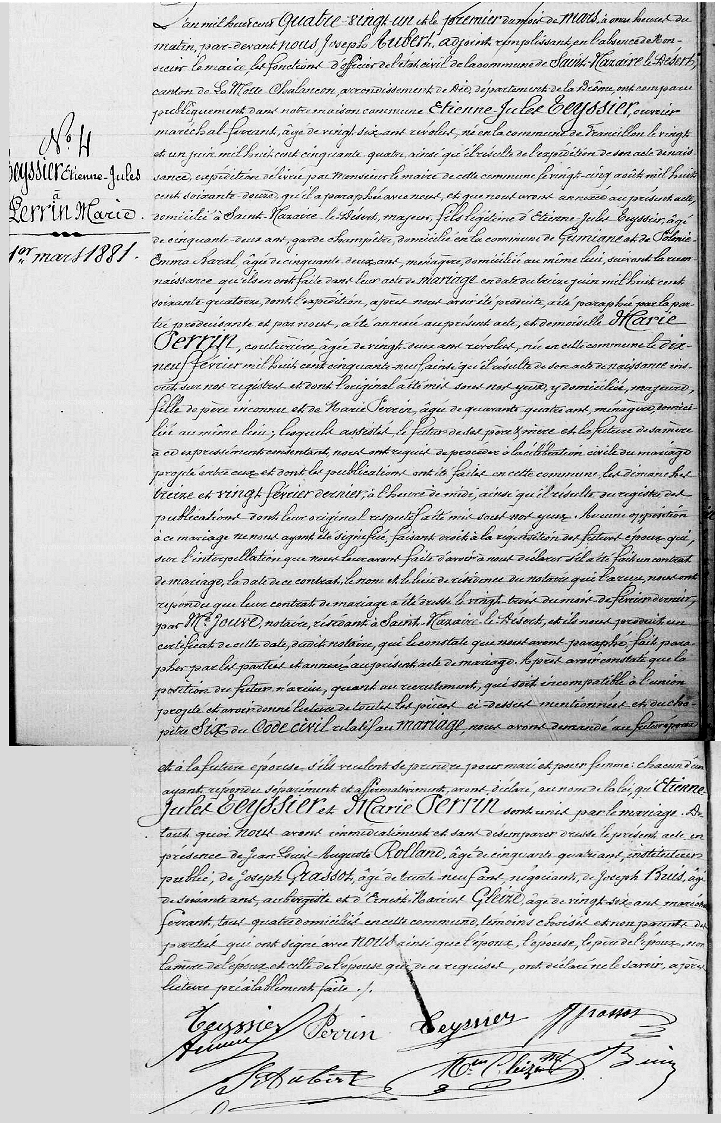 N° 4
Teyssier Etienne-Jules
à
Perrin Marie.
1er mars 1881.
L'an mil huit cent quatre-vingt-un et le premier du mois de mars, à onze heures du
matin, par-devant nous Joseph Aubert, adjoint remplissant, en l'absence de Mon-
sieur le maire, les fonctions d'officier de l'état civil de la commune de Saint-Nazaire le Désert,
canton de La Motte Chalancon, arrondissement de Die, département de la Drôme, ont comparu
publiquement dans notre maison commune Etienne-Jules Teyssier, ouvrier
maréchal-ferrant, âgé de vingt-six ans révolus, né en la commune de Francillon le vingt
et un juin mil huit cent cinquante quatre, ainsi qu'il résulte de l'expédition de son acte de nais-
sance, expédition délivrée par Monsieur le maire de cette commune le vingt-cinq août mil huit
cent soixante-douze, qu'il a paraphée avec nous, et que nous avons annexée au présent acte,
domicilié à Saint-Nazaire le Désert, majeur, fils légitime d'Etienne Jules Teyssier, âgé
de cinquante-deux ans, garde champêtre, domicilié en la commune de Gumiane et de
Emma âgée de cinquante deux ans, ménagère, domiciliée au même lieu, suivant la recon-
naissance qu'ils en ont faite dans leur acte de mariage en date du treize juin mil huit cent
soixante-quatorze, dont l'expédition, après nous avoir été produite, a été paraphée par la par-
tie produisante et par nous, a été annexée au présent acte, et demoiselle Marie
Perrin, couturière, âgée de vingt-deux ans révolus, née en cette commune le dix-
neuf février mil huit cent cinquante-neuf ainsi qu'il résulte de son acte de naissance ins-
crit sur nos registres et dont l'original a été mis sous nos yeux, y domiciliée, majeure,
fille de père inconnu et de Marie Perrin, âgée de quarante quatre ans, ménagère, domici-
liée au même lieu ; lesquels assistés, le futur de ses père & mère et la future de sa mère
à ce expressément consentant, nous ont requis de procéder à la célébration civile du mariage
projeté entre eux et dont les publications ont été faites en cette commune, les dimanches
treize et vingt février dernier, à l'heure de midi, ainsi qu'il résulte du registre des
publications dont leur original respectif a été mis sous nos yeux. Aucune opposition
à ce mariage ne nous ayant été signifiée, faisant droit à la réquisition des futurs époux, qui,
sur l'interpellation que nous leur avons faite d'avoir à nous déclarer s'il a été fait un contrat
de mariage, la date de ce contrat, le nom et le lieu de résidence du notaire qui l'a reçu, nous ont
répondu que leur contrat de mariage a été dressé le vingt-trois du mois de février dernier,
par Me Jouve, notaire, résidant à Saint-Nazaire-le-Désert, et ils nous produit un
certificat de cette date, dudit notaire, qui le constate que nous avons paraphé, fait para-
pher par les parties et annexé au présent acte de mariage. Après avoir constaté que la
position du futur n'a rien, quant au recrutement, qui soit incompatible à l'union
projetée et avoir donné lecture de toutes les pièces ci-dessus mentionnées et du cha-
pitre Six du Code civil relatif au mariage, nous avons demandé au futur époux
et à la future épouse s'ils veulent se prendre pour mari et pour femme : chacun d'eux
ayant répondu séparément et affirmativement, avons déclaré, au nom de la loi, que Etienne-
Jules Teyssier et Marie Perrin sont unis par le mariage. De
tout quoi nous avons immédiatement et sans désemparer dressé le présent acte en
présence de Jean-Louis-Auguste Rolland, âgé de cinquante-quatre ans, instituteur
public, de Joseph Grassot, âgé de trente neuf ans, négociant, de Joseph Buis, âgé
de soixante ans, aubergiste et d'Ernest Marius Gleize, âgé de vingt-six ans maréchal
ferrant, tous quatre domiciliés en cette commune, témoins choisis et non parents des
parties qui ont signé avec nous ainsi que l'époux, l'épouse, le père de l'époux, non
la mère de l'époux et celle de l'épouse qui, de ce requises, ont déclaré ne le savoir, après
lecture préalablement faite ./.
Teyssier Perrin Teyssier Grassot
Aubert Gleize Buis